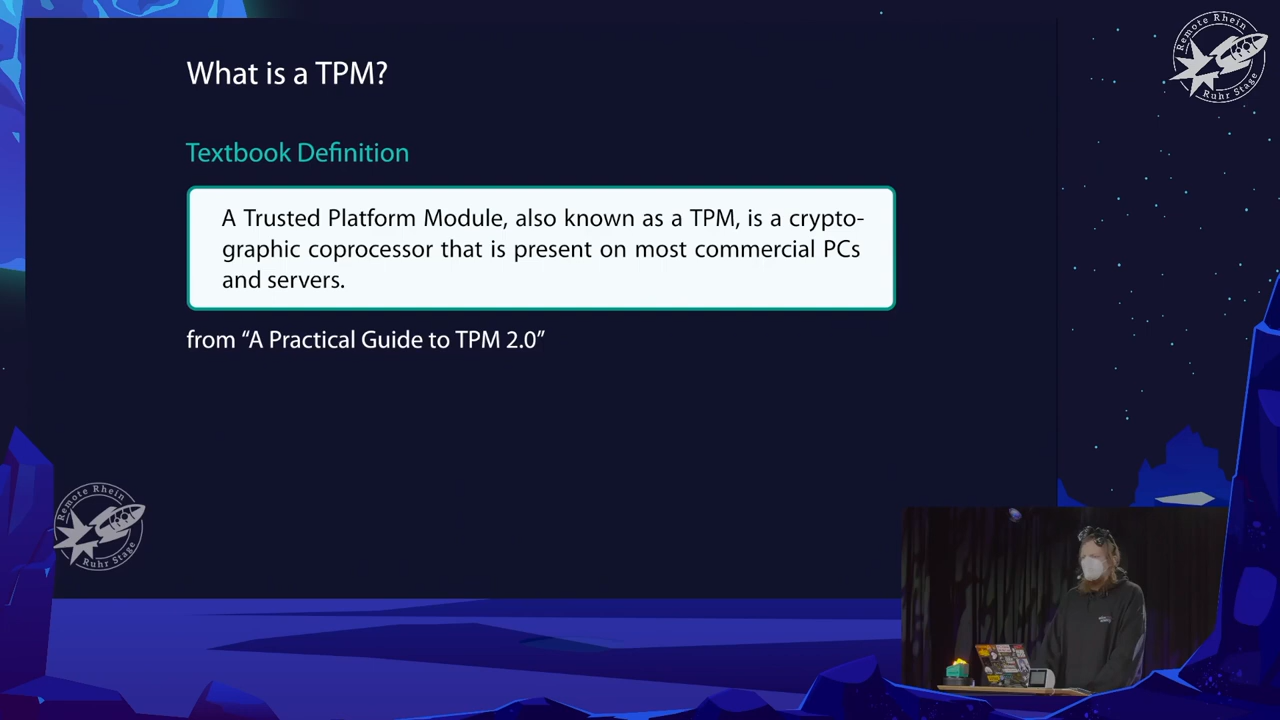 What is a TPM?
Textbook Definition
A Trusted Platform Module, also known as a TPM, is a crypto-
graphic coprocessor that is present on most commercial PCs
and servers.
from “A Practical Guide to TPM 2.0”
Remote Rhein
Ruhr Stage
Remote Rhein
Ruhr Stage